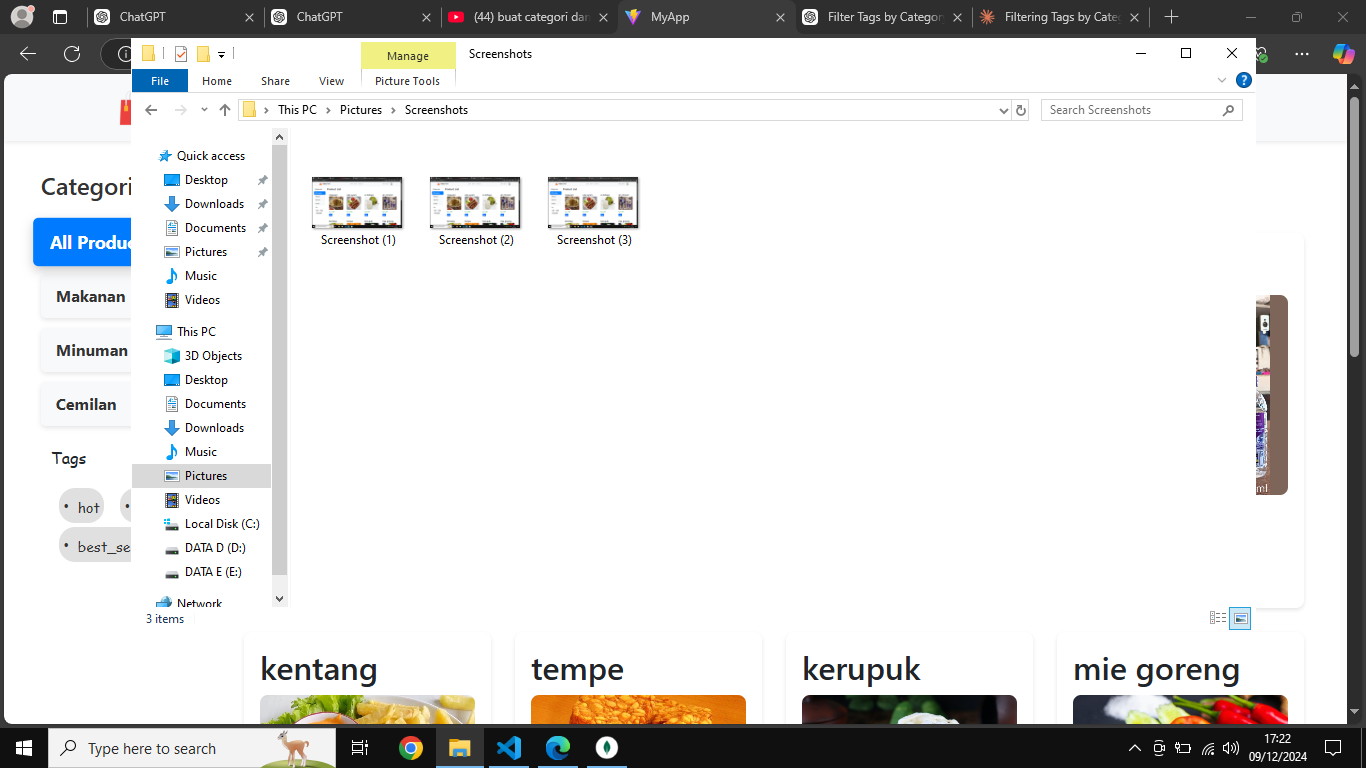 ChatGPT
ChatGPT
(44) buat categori dan
MyApp
Filter Tags by Categor
Filtering Tags by Cate
Manage
Screenshots
File
Home
Share
View
Picture Tools
This PC
Pictures
Screenshots
Search Screenshots
Quick access
Desktop
Downloads
Documents
Pictures
Music
Videos
This PC
3D Objects
Desktop
Documents
Downloads
Music
Pictures
Videos
Local Disk (C:)
DATA D (D:)
DATA E (E:)
Network
3 items
Screenshot (1)
Screenshot (2)
Screenshot (3)
Categori
All Produc
Makanan
Minuman
Cemilan
Tags
• hot
•
• best_se
ml
kentang
tempe
kerupuk
mie goreng
Type here to search
17:22
09/12/2024